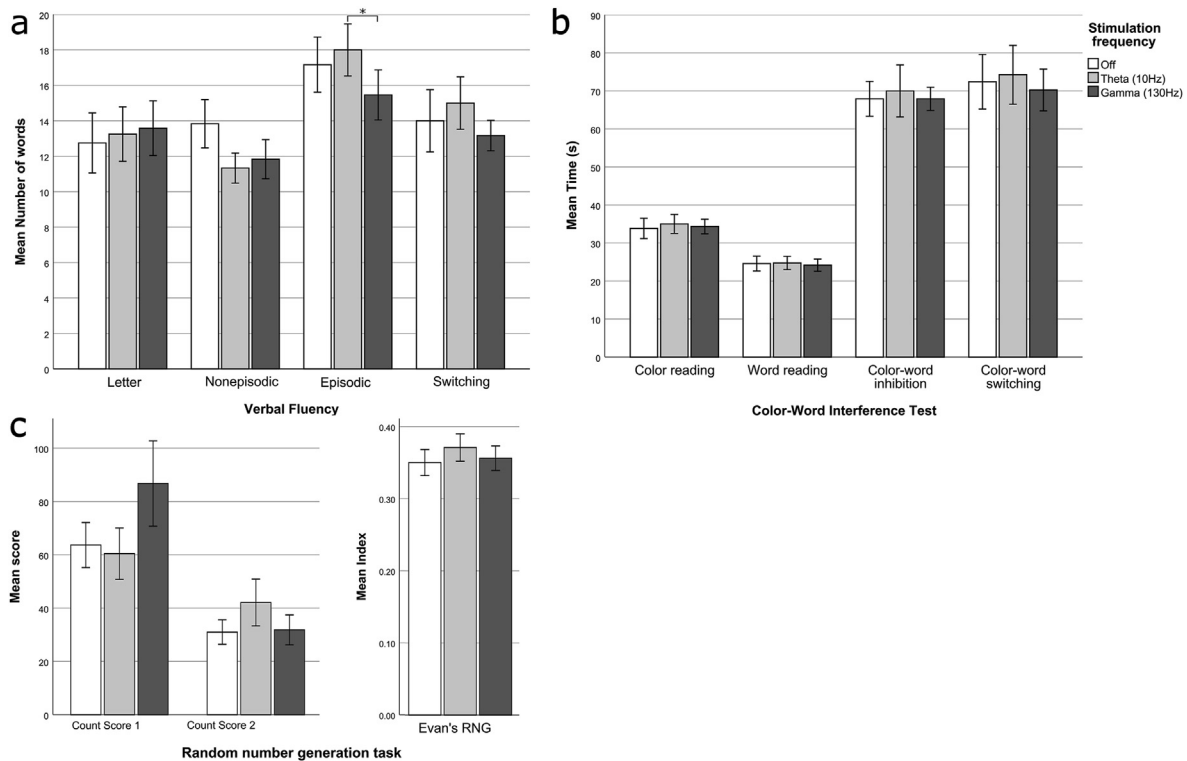 a
Mean Number of words
20
18
16
14
12
10
8
6
4
2
0
*
Letter
Nonepisodic
Episodic
Switching
Verbal Fluency
b
Mean Time (s)
90
80
70
60
50
40
30
20
10
0
Color reading
Word reading
Color-word
inhibition
Color-word
switching
Color-Word Interference Test
Stimulation
frequency
Off
Theta (10Hz)
Gamma (130Hz)
c
Mean score
100
80
60
40
20
0
Count Score 1
Count Score 2
Mean Index
0.40
0.30
0.20
0.10
0.00
Evan's RNG
Random number generation task